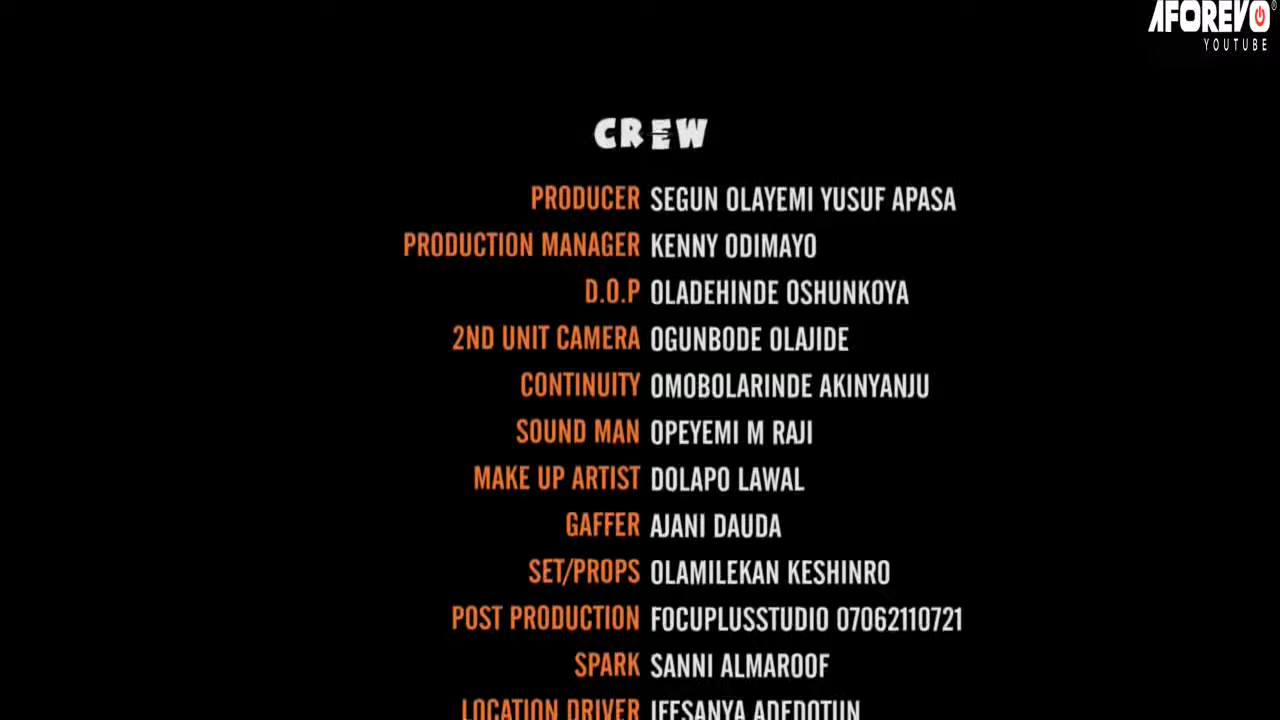 AFOREVO
YOUTUBE
CREW
PRODUCER SEGUN OLAYEMI YUSUF APASA
PRODUCTION MANAGER KENNY ODIMAYO
D.O.P OLADEHINDE OSHUNKOYA
2ND UNIT CAMERA OGUNBODE OLAJIDE
CONTINUITY OMOBOLARINDE AKINYANJU
SOUND MAN OPEYEMI M RAJI
MAKE UP ARTIST DOLAPO LAWAL
GAFFER AJANI DAUDA
SET/PROPS OLAMILEKAN KESHINRO
POST PRODUCTION FOCUPLUSSTUDIO 07062110721
SPARK SANNI ALMAROOF
LOCATION DRIVER IFESANYA ADEDOTUN